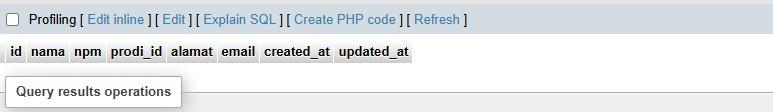 Profiling [ Edit inline ] [ Edit ] [ Explain SQL ] [ Create PHP code ] [ Refresh ]
id nama npm prodi_id alamat email created_at updated_at
Query results operations